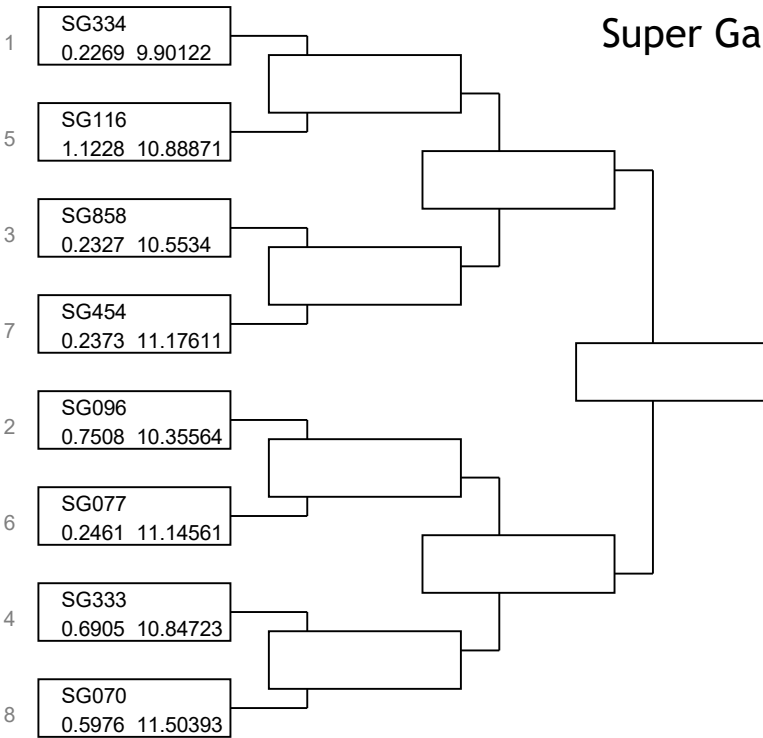 Super Ga
1
SG334
0.2269 9.90122
5
SG116
1.1228 10.88871
3
SG858
0.2327 10.5534
7
SG454
0.2373 11.17611
2
SG096
0.7508 10.35564
6
SG077
0.2461 11.14561
4
SG333
0.6905 10.84723
8
SG070
0.5976 11.50393